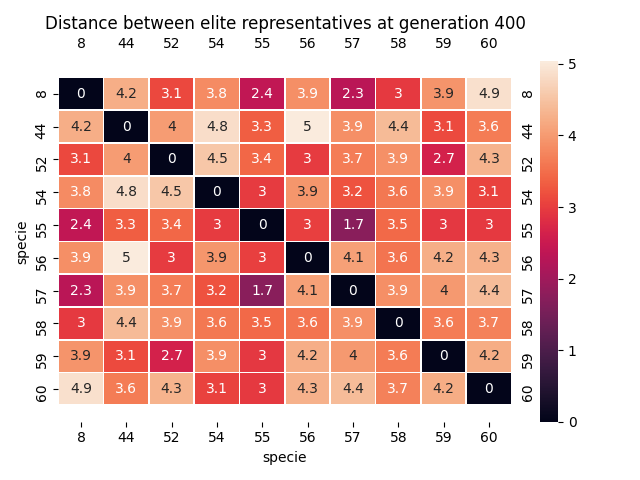 Distance between elite representatives at generation 400
8 44 52 54 55 56 57 58 59 60
8 0 4.2 3.1 3.8 2.4 3.9 2.3 3 3.9 4.9 8
44 4.2 0 4 4.8 3.3 5 3.9 4.4 3.1 3.6 44
52 3.1 4 0 4.5 3.4 3 3.7 3.9 2.7 4.3 52
54 3.8 4.8 4.5 0 3 3.9 3.2 3.6 3.9 3.1 54
55 2.4 3.3 3.4 3 0 3 1.7 3.5 3 3 55
56 3.9 5 3 3.9 3 0 4.1 3.6 4.2 4.3 56
57 2.3 3.9 3.7 3.2 1.7 4.1 0 3.9 4 4.4 57
58 3 4.4 3.9 3.6 3.5 3.6 3.9 0 3.6 3.7 58
59 3.9 3.1 2.7 3.9 3 4.2 4 3.6 0 4.2 59
60 4.9 3.6 4.3 3.1 3 4.3 4.4 3.7 4.2 0 60
8 44 52 54 55 56 57 58 59 60
specie
specie
5
4
3
2
1
0